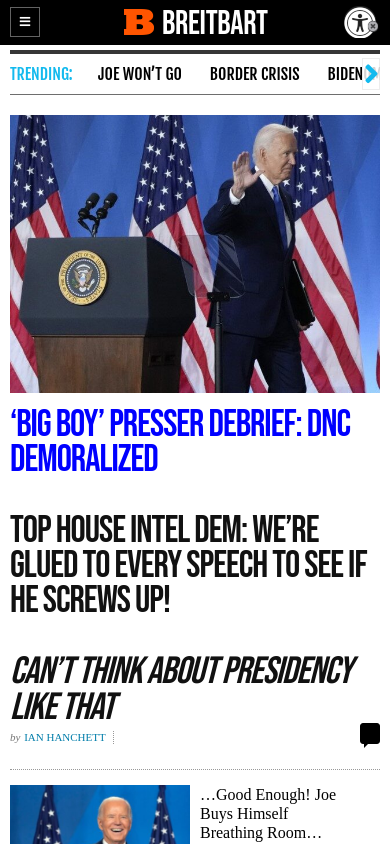 BREITBART
TRENDING: JOE WON'T GO BORDER CRISIS BIDEN
‘BIG BOY’ PRESSER DEBRIEF: DNC
DEMORALIZED
TOP HOUSE INTEL DEM: WE’RE
GLUED TO EVERY SPEECH TO SEE IF
HE SCREWS UP!
CAN’T THINK ABOUT PRESIDENCY
LIKE THAT
by IAN HANCHETT
…Good Enough! Joe
Buys Himself
Breathing Room…